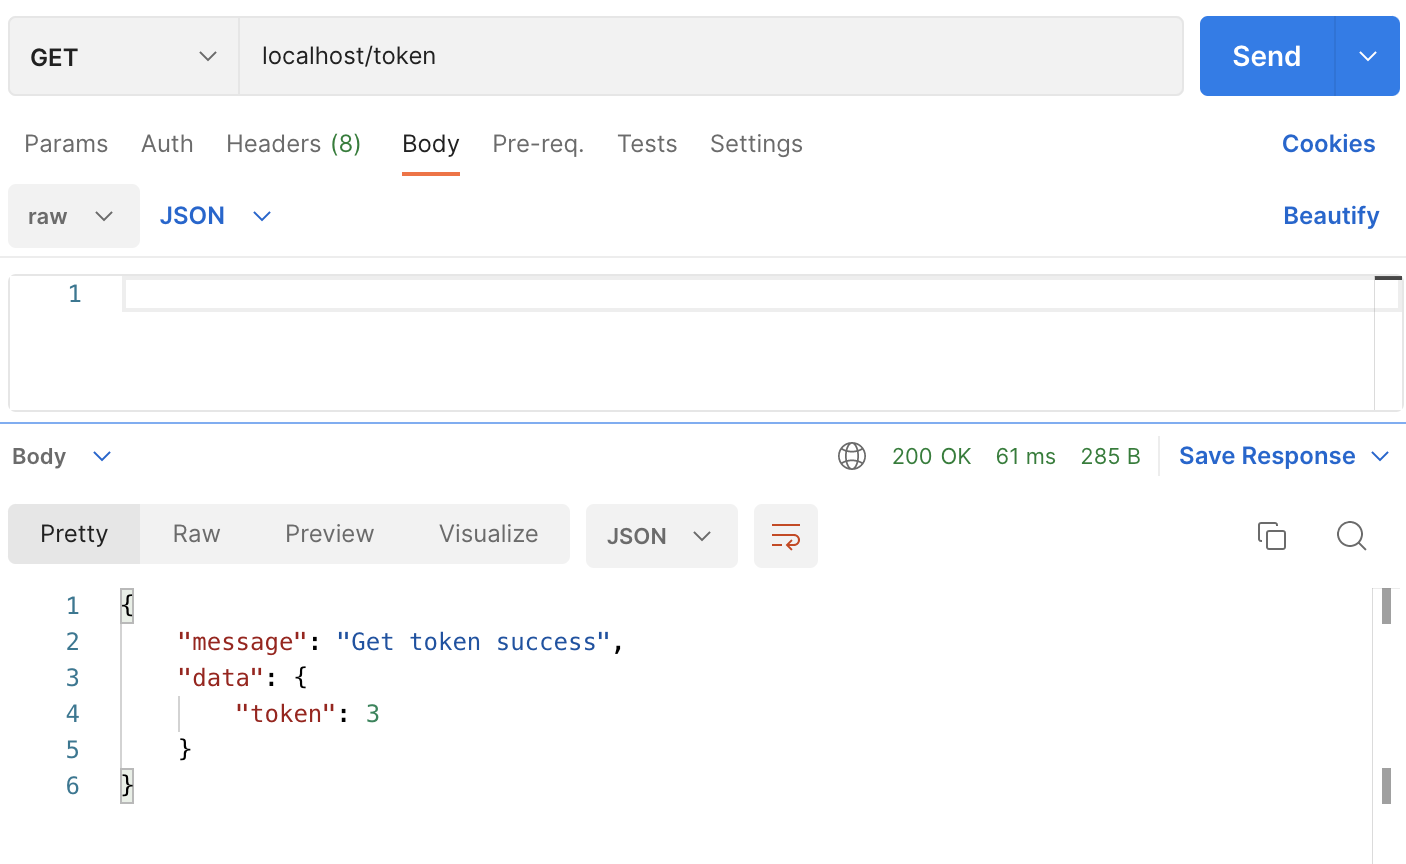 GET localhost/token Send
Params Auth Headers (8) Body Pre-req. Tests Settings Cookies
raw JSON Beautify
1
Body 200 OK 61 ms 285 B Save Response
Pretty Raw Preview Visualize JSON
1 {
2 "message": "Get token success",
3 "data": {
4 "token": 3
5 }
6 }